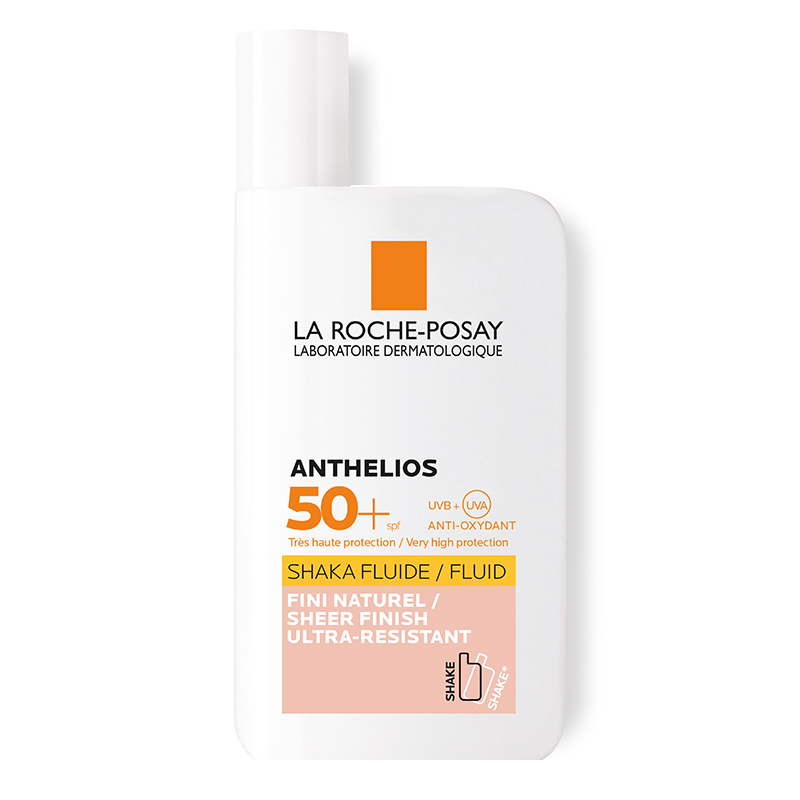 LA ROCHE-POSAY
LABORATOIRE DERMATOLOGIQUE
ANTHELIOS
50+ spf
UVB + UVA
ANTI-OXYDANT
Très haute protection / Very high protection
SHAKA FLUIDE / FLUID
FINI NATUREL /
SHEER FINISH
ULTRA-RESISTANT
SHAKE
SHAKE®